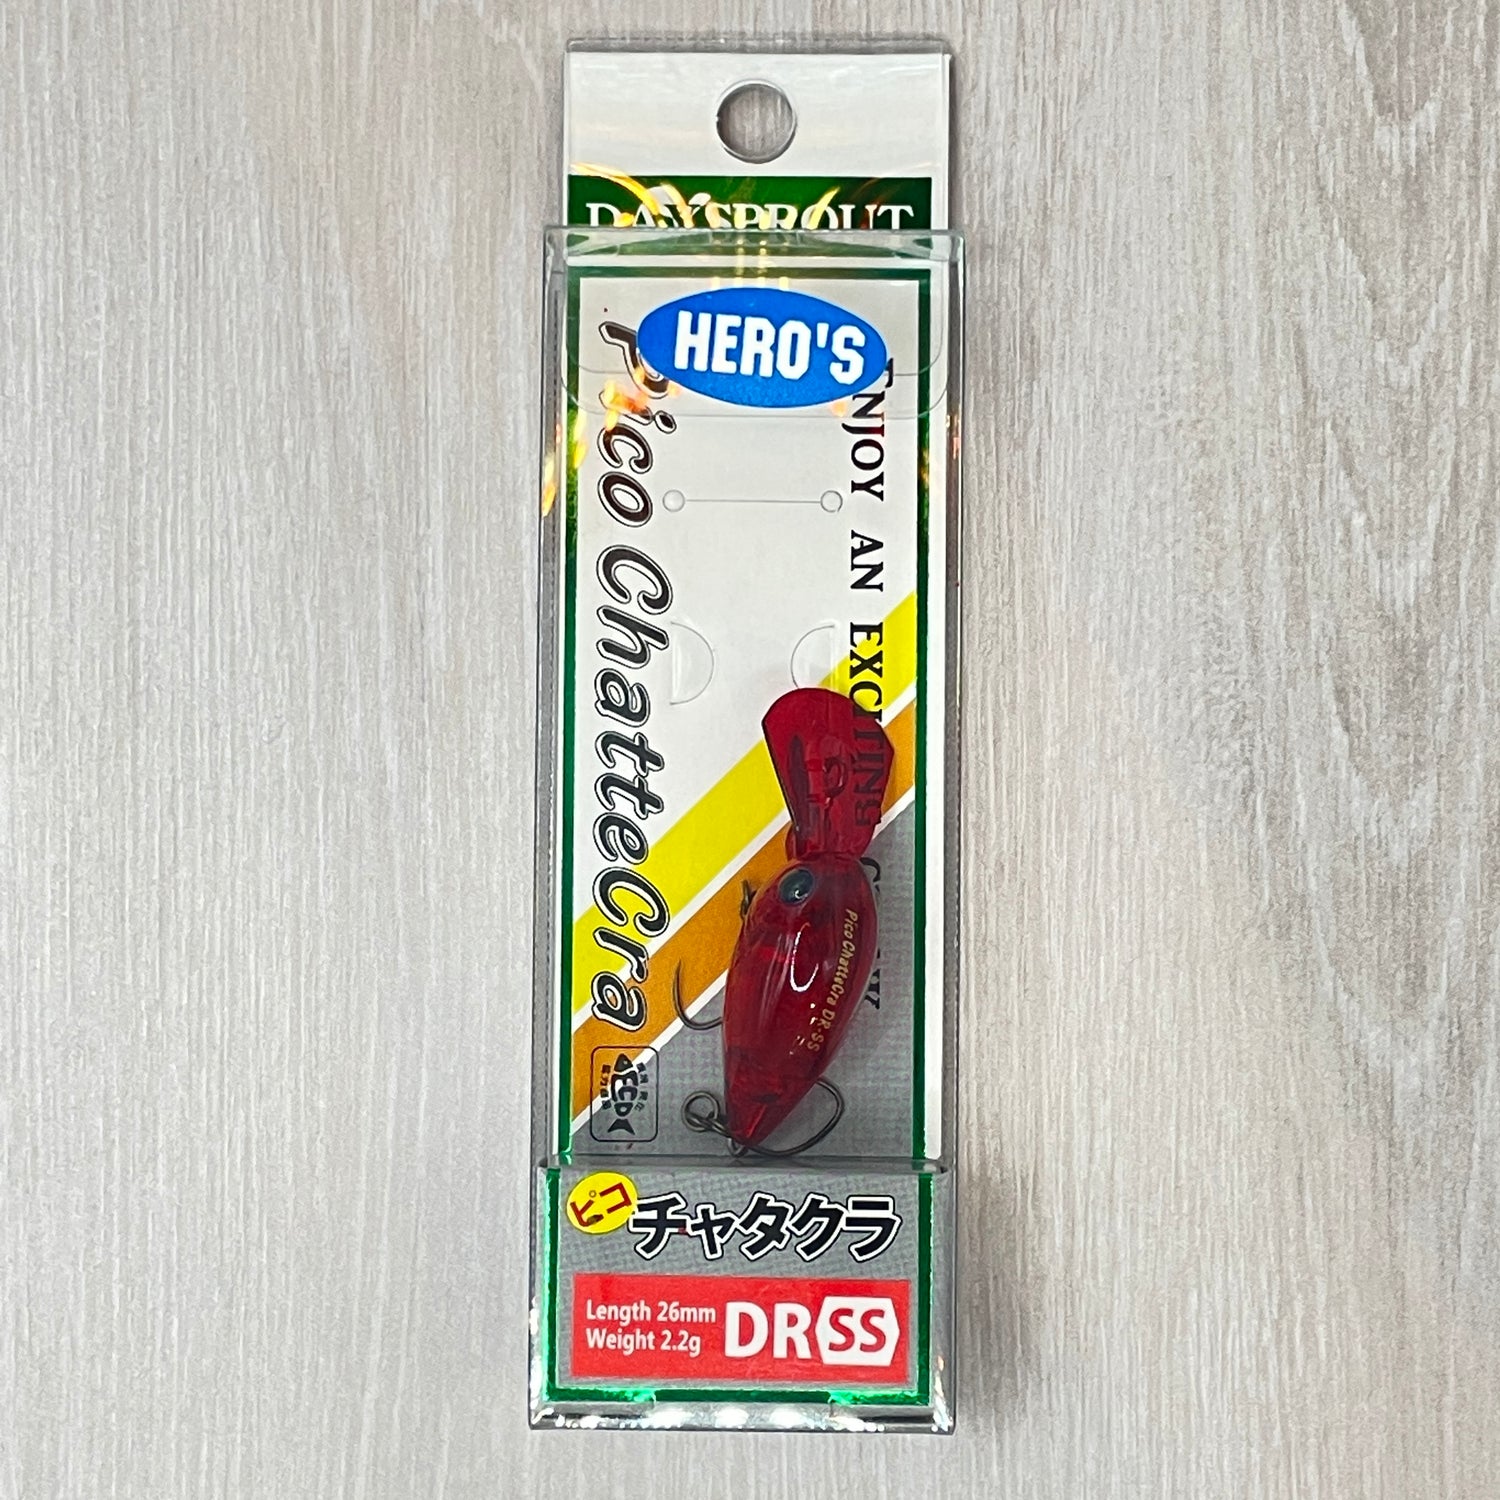 DAYSPROUT
HERO'S
Pico ChatteCra
ENJOY AN EXCITING
Pico ChatteCra DR-SS
ピコ
チャタクラ
Length 26mm
Weight 2.2g
DR SS